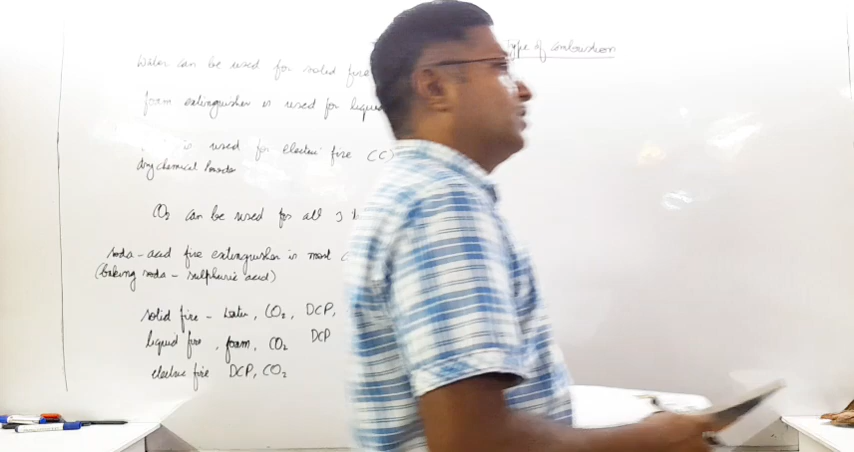 Type of Combustion
Water can be used for solid fire
foam extinguisher is used for liquid
is used for electric fire (C)
dry chemical Powder
CO₂ can be used for all 3
soda - acid fire extinguisher is most
(baking soda - sulphuric acid)
solid fire - water, CO₂, DCP,
liquid fire, foam, CO₂ DCP
electric fire DCP, CO₂